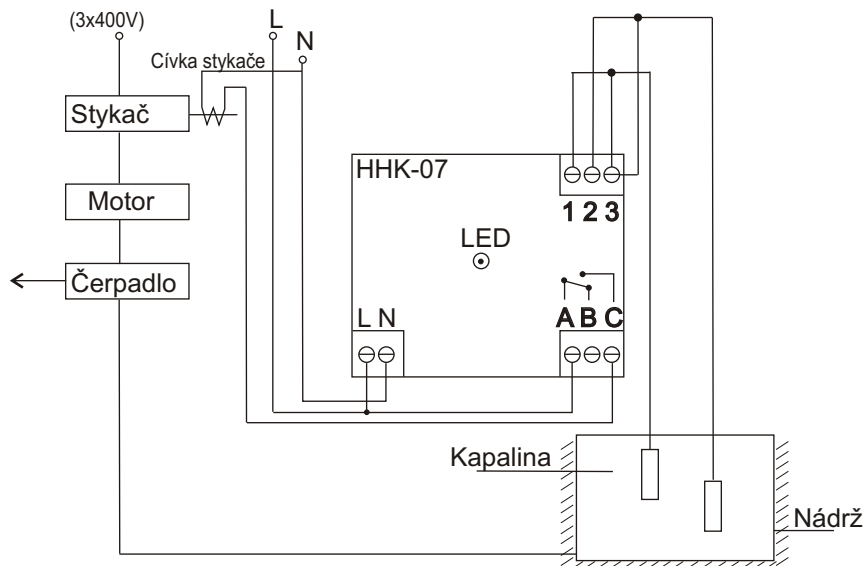 (3x400V)
L
N
Cívka stykače
Stykač
HHK-07
1 2 3
Motor
LED
Čerpadlo
L N
A B C
Kapalina
Nádrž